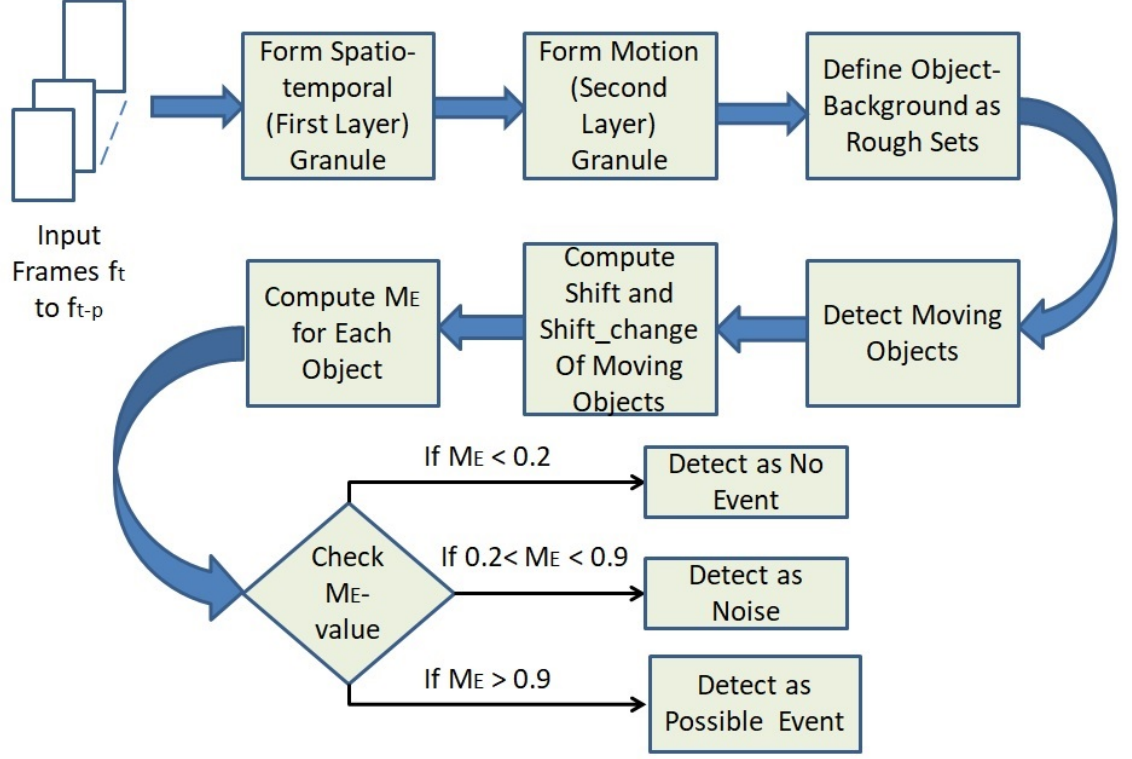 Form Spatio-
temporal
(First Layer)
Granule
Form Motion
(Second
Layer)
Granule
Define Object-
Background as
Rough Sets
Input
Frames ft
to ft-p
Compute ME
for Each
Object
Compute
Shift and
Shift_change
Of Moving
Objects
Detect Moving
Objects
If ME < 0.2
Detect as No
Event
Check
ME-
value
If 0.2< ME < 0.9
Detect as
Noise
If ME > 0.9
Detect as
Possible Event